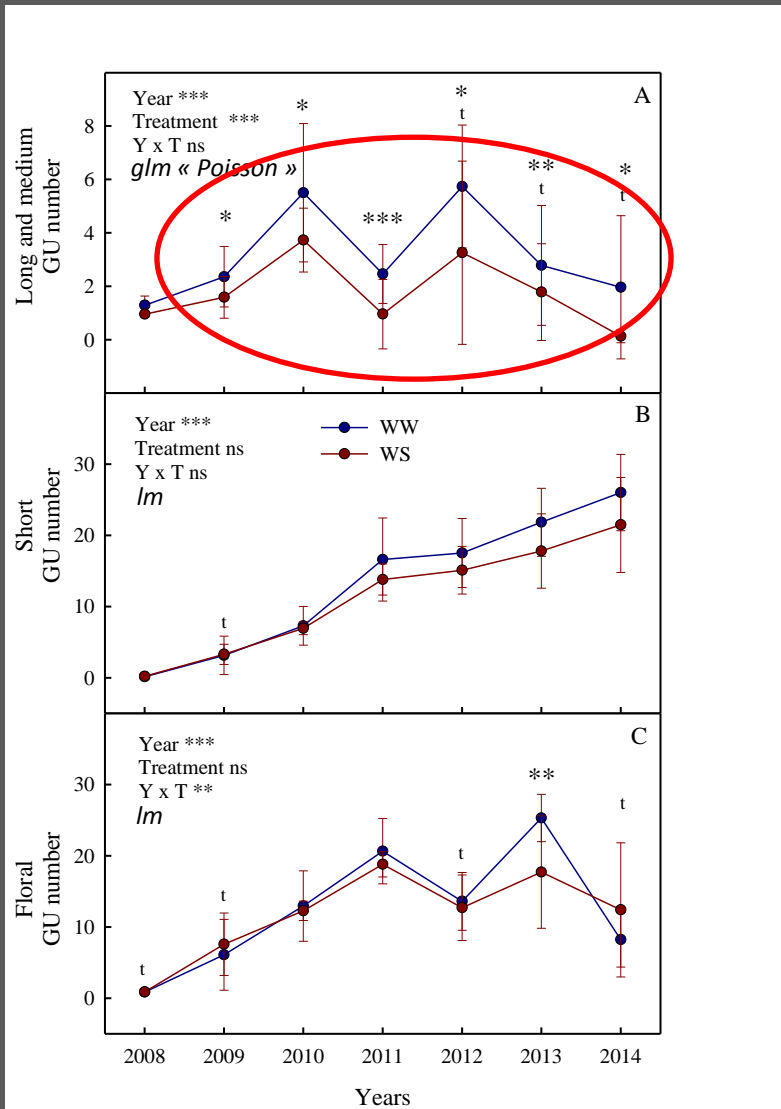 A
Year ***
Treatment ***
Y x T ns
glm « Poisson »
*
*
***
*
t
**
t
*
t
Long and medium
GU number
8
6
4
2
0
B
Year ***
Treatment ns
Y x T ns
lm
WW
WS
t
Short
GU number
30
20
10
0
C
Year ***
Treatment ns
Y x T **
lm
t
t
t
**
t
Floral
GU number
30
20
10
0
2008 2009 2010 2011 2012 2013 2014
Years